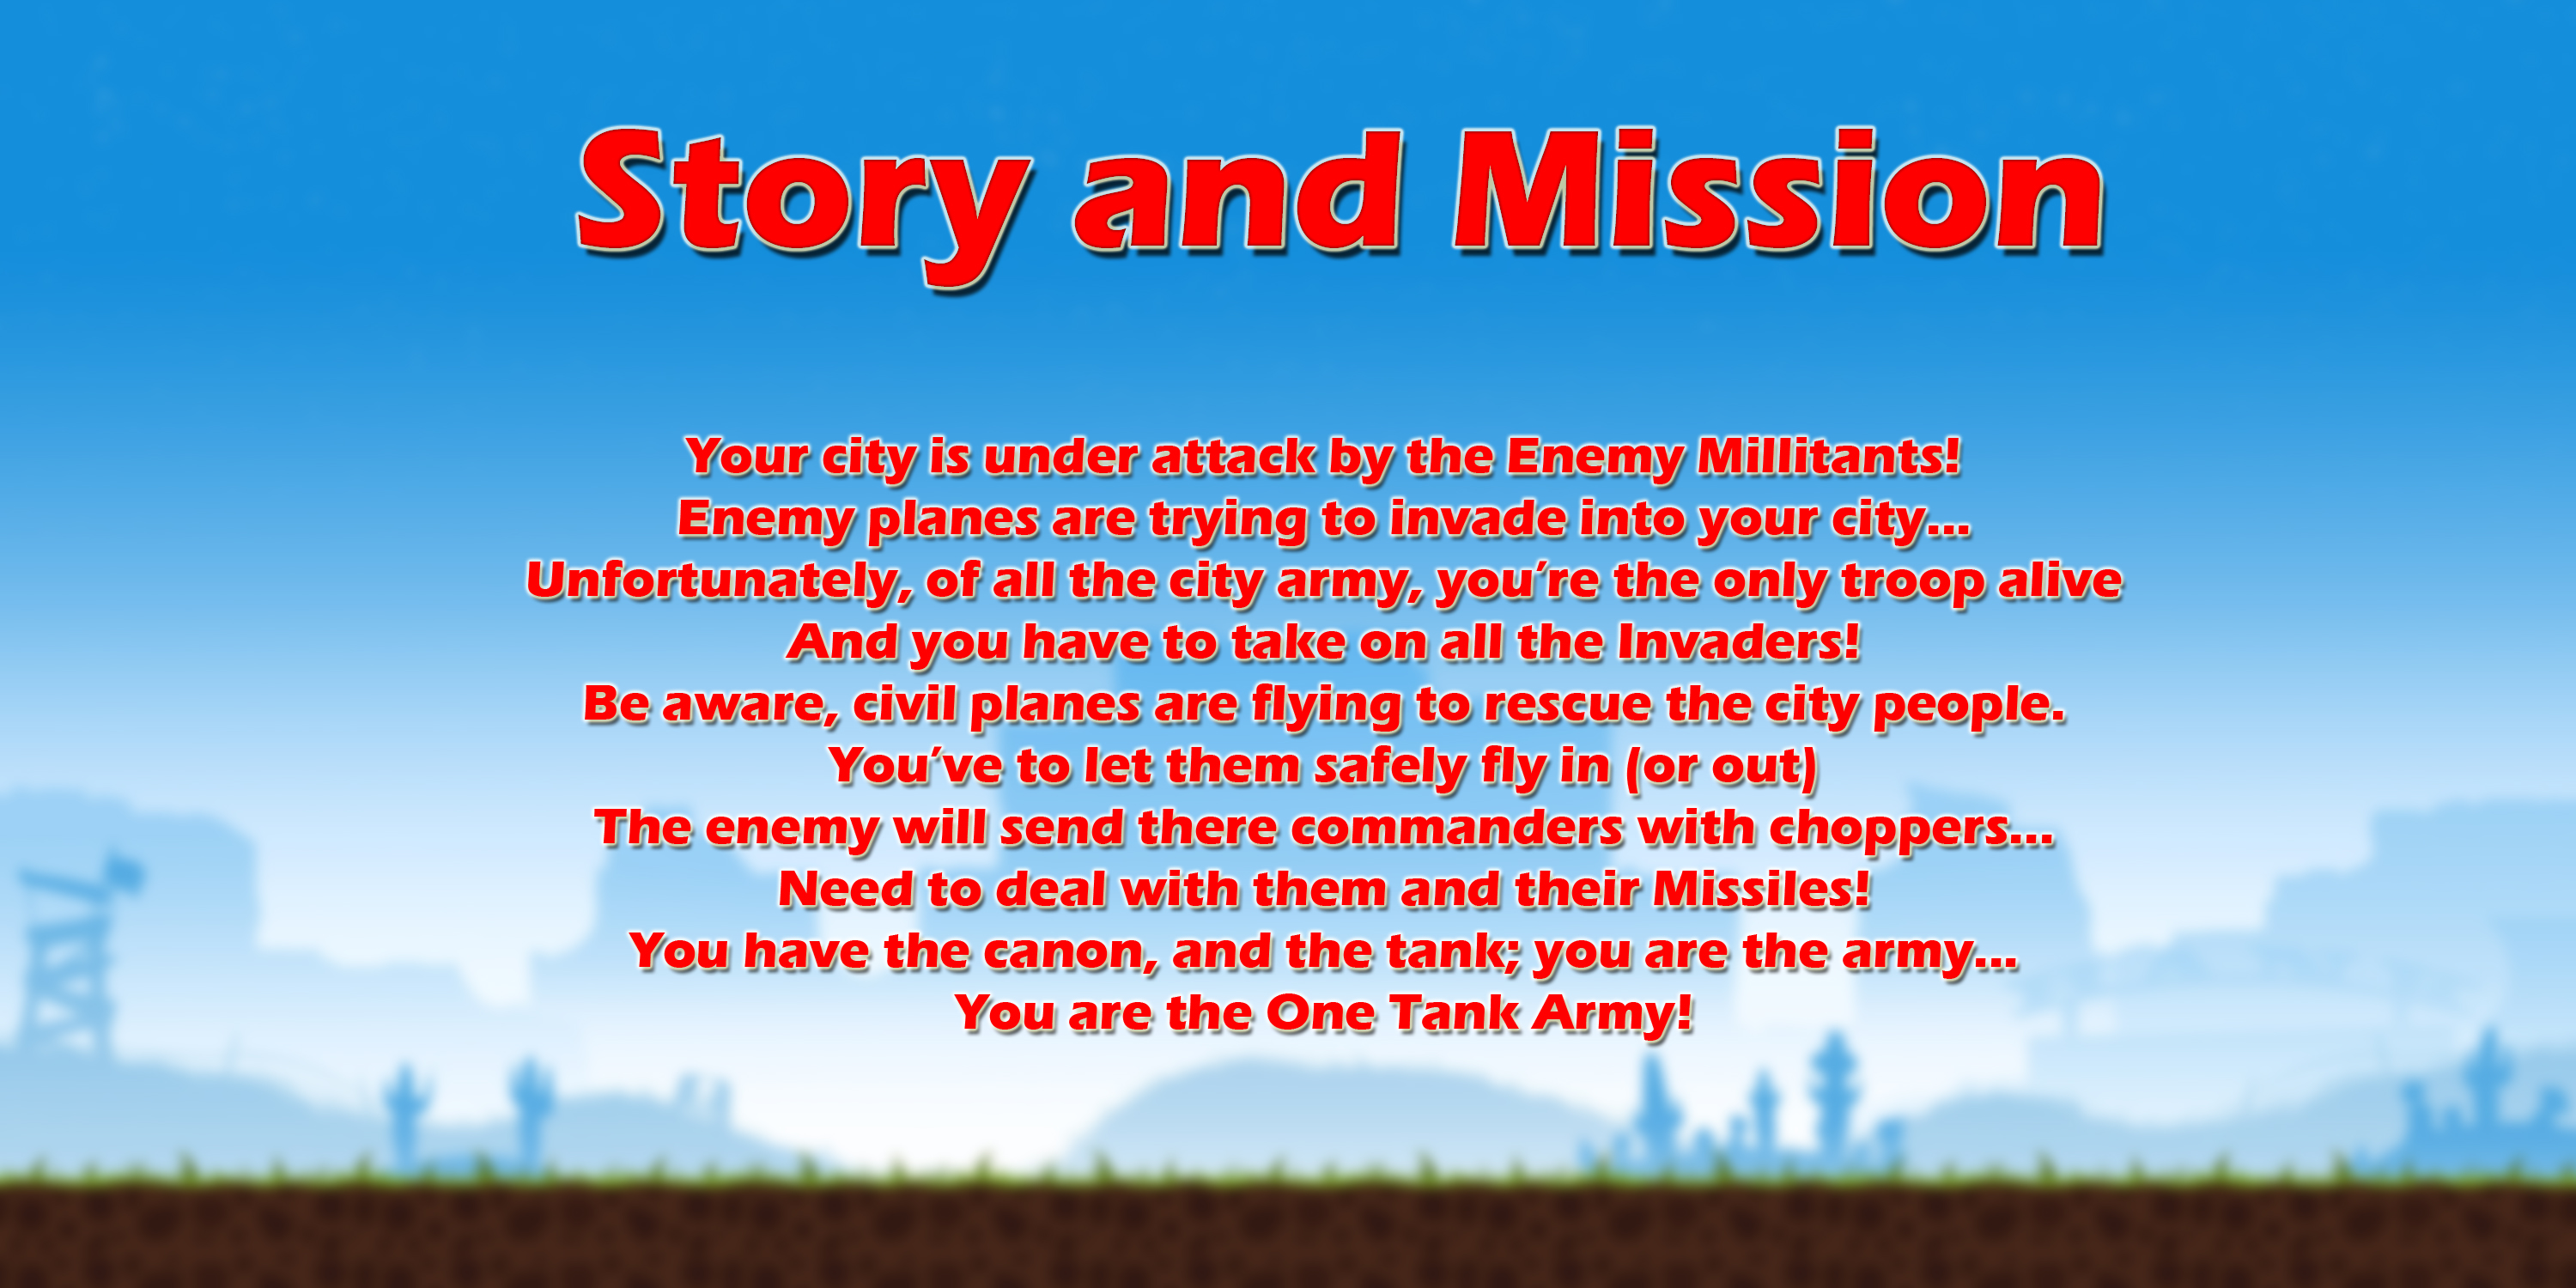 Story and Mission
Your city is under attack by the Enemy Millitants!
Enemy planes are trying to invade into your city...
Unfortunately, of all the city army, you're the only troop alive
And you have to take on all the Invaders!
Be aware, civil planes are flying to rescue the city people.
You've to let them safely fly in (or out)
The enemy will send there commanders with choppers...
Need to deal with them and their Missiles!
You have the canon, and the tank; you are the army...
You are the One Tank Army!